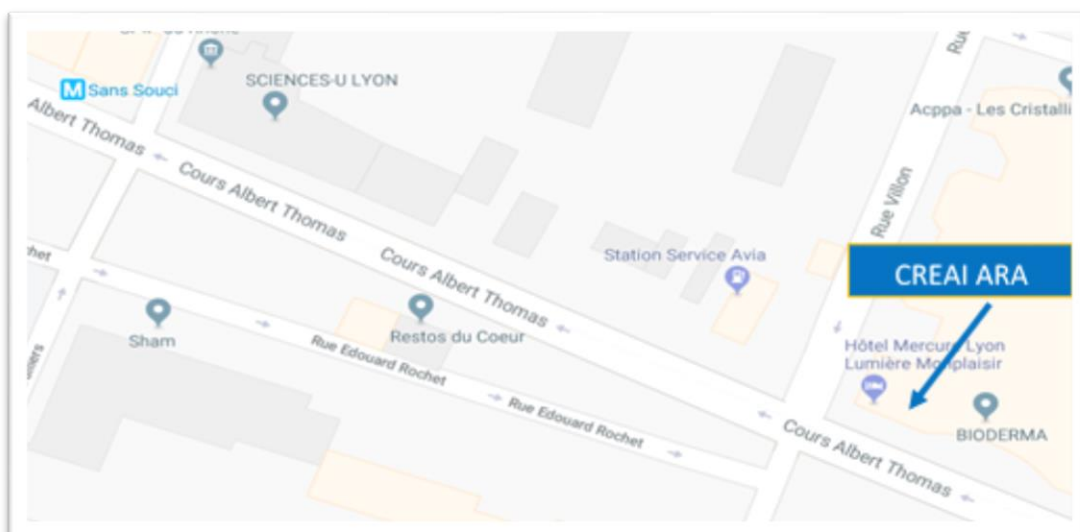 SCIENCES-U LYON
M Sans Souci
Albert Thomas
Cours Albert Thomas
Cours Albert Thomas
Acppa - Les Cristalli
Rue Villon
Station Service Avia
CREAI ARA
Sham
Restos du Coeur
Rue Edouard Rochet
Rue Edouard Rochet
Hôtel Mercure Lyon
Lumière Monplaisir
BIODERMA
Cours Albert Thomas